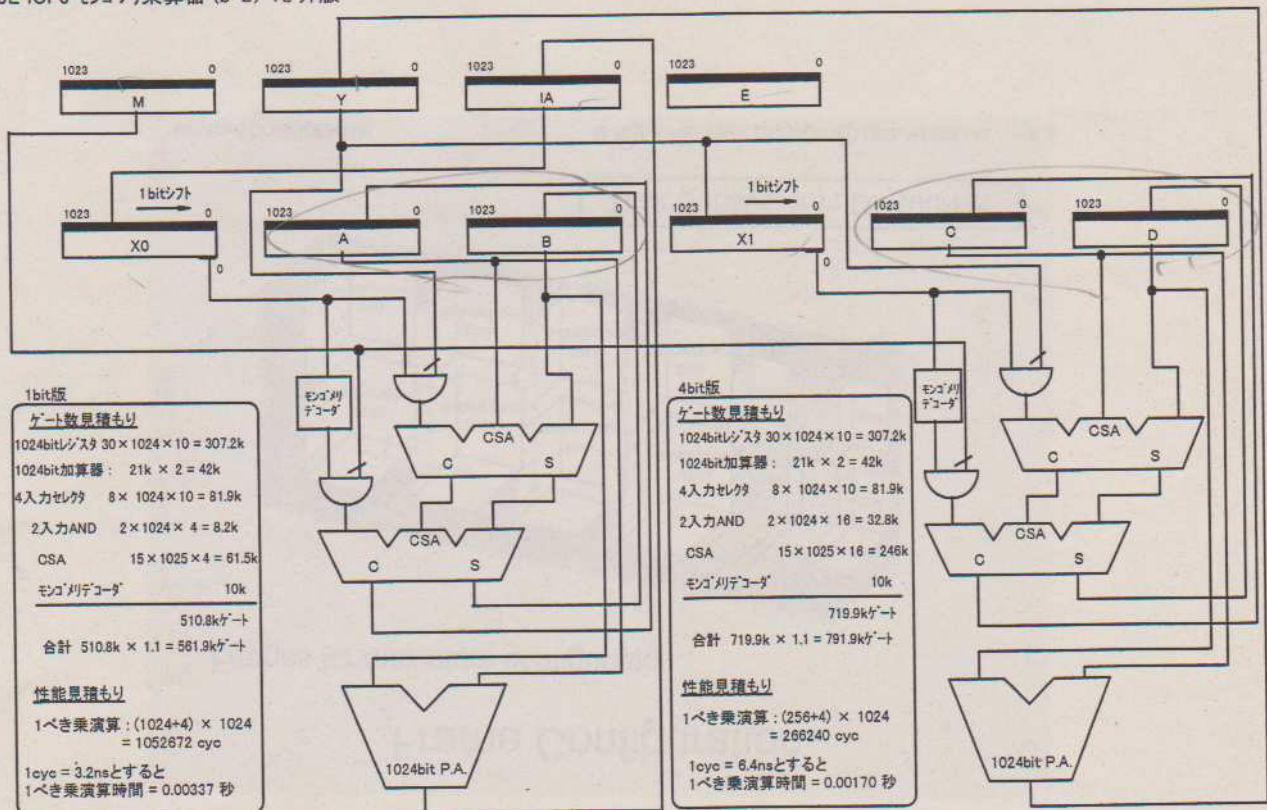 1023 0
M
1023 0
Y
1023 0
IA
1023 0
E
1bitシフト
1023 0
X0
0
1023 0
A
1023 0
B
1bitシフト
1023 0
X1
0
1023 0
C
1023 0
D
モンゴメリ
デコーダ
CSA
C S
CSA
C S
1024bit P.A.
モンゴメリ
デコーダ
CSA
C S
CSA
C S
1024bit P.A.
1bit版
ゲート数見積もり
1024bitレジスタ 30×1024×10 = 307.2k
1024bit加算器: 21k × 2 = 42k
4入力セレクタ 8× 1024×10 = 81.9k
2入力AND 2×1024× 4 = 8.2k
CSA 15×1025×4 = 61.5k
モンゴメリデコーダ 10k
510.8kゲート
合計 510.8k × 1.1 = 561.9kゲート
性能見積もり
1べき乗演算:(1024+4) × 1024
= 1052672 cyc
1cyc = 3.2nsとすると
1べき乗演算時間 = 0.00337 秒
4bit版
ゲート数見積もり
1024bitレジスタ 30×1024×10 = 307.2k
1024bit加算器: 21k × 2 = 42k
4入力セレクタ 8× 1024×10 = 81.9k
2入力AND 2×1024× 16 = 32.8k
CSA 15×1025×16 = 246k
モンゴメリデコーダ 10k
719.9kゲート
合計 719.9k × 1.1 = 791.9kゲート
性能見積もり
1べき乗演算:(256+4) × 1024
= 266240 cyc
1cyc = 6.4nsとすると
1べき乗演算時間 = 0.00170 秒